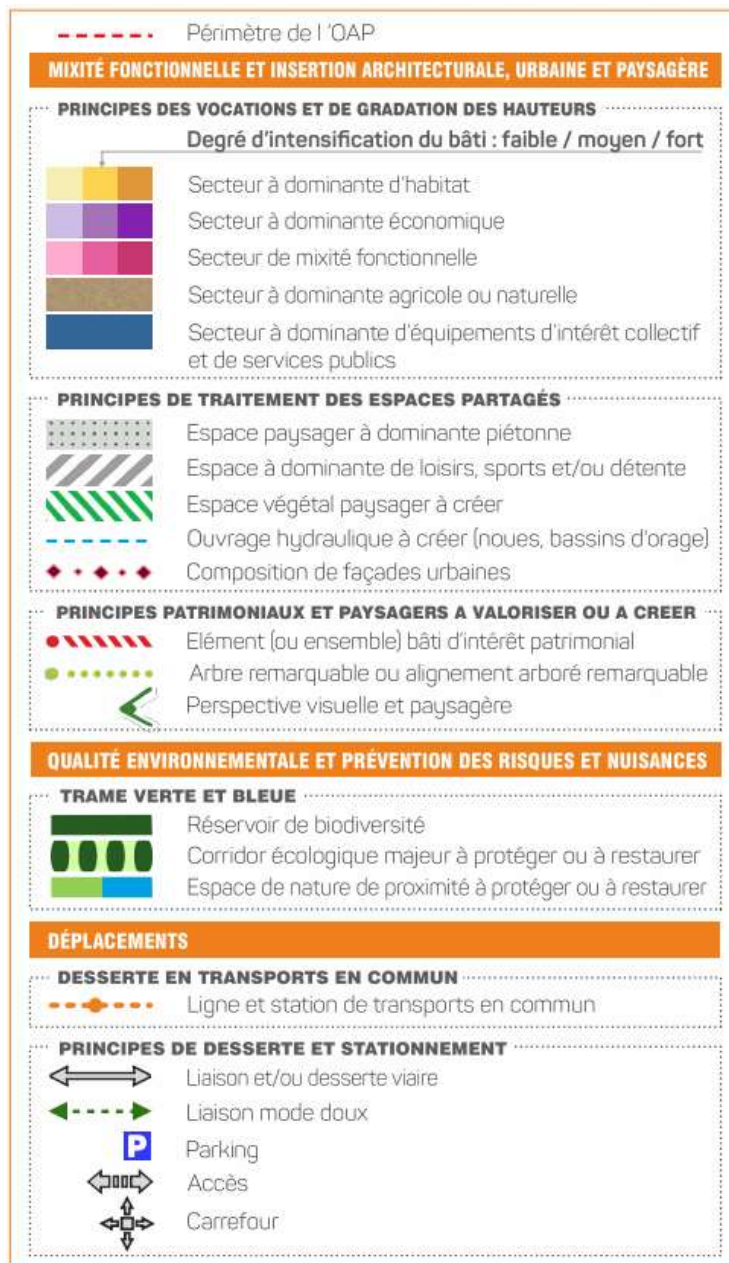 Périmètre de l 'OAP
MIXITÉ FONCTIONNELLE ET INSERTION ARCHITECTURALE, URBAINE ET PAYSAGÈRE
PRINCIPES DES VOCATIONS ET DE GRADATION DES HAUTEURS
Degré d'intensification du bâti : faible / moyen / fort
Secteur à dominante d'habitat
Secteur à dominante économique
Secteur de mixité fonctionnelle
Secteur à dominante agricole ou naturelle
Secteur à dominante d'équipements d'intérêt collectif
et de services publics
PRINCIPES DE TRAITEMENT DES ESPACES PARTAGÉS
Espace paysager à dominante piétonne
Espace à dominante de loisirs, sports et/ou détente
Espace végétal paysager à créer
Ouvrage hydraulique à créer (noues, bassins d'orage)
Composition de façades urbaines
PRINCIPES PATRIMONIAUX ET PAYSAGERS A VALORISER OU A CREER
Elément (ou ensemble) bâti d'intérêt patrimonial
Arbre remarquable ou alignement arboré remarquable
Perspective visuelle et paysagère
QUALITÉ ENVIRONNEMENTALE ET PRÉVENTION DES RISQUES ET NUISANCES
TRAME VERTE ET BLEUE
Réservoir de biodiversité
Corridor écologique majeur à protéger ou à restaurer
Espace de nature de proximité à protéger ou à restaurer
DÉPLACEMENTS
DESSERTE EN TRANSPORTS EN COMMUN
Ligne et station de transports en commun
PRINCIPES DE DESSERTE ET STATIONNEMENT
Liaison et/ou desserte viaire
Liaison mode doux
P Parking
Accès
Carrefour